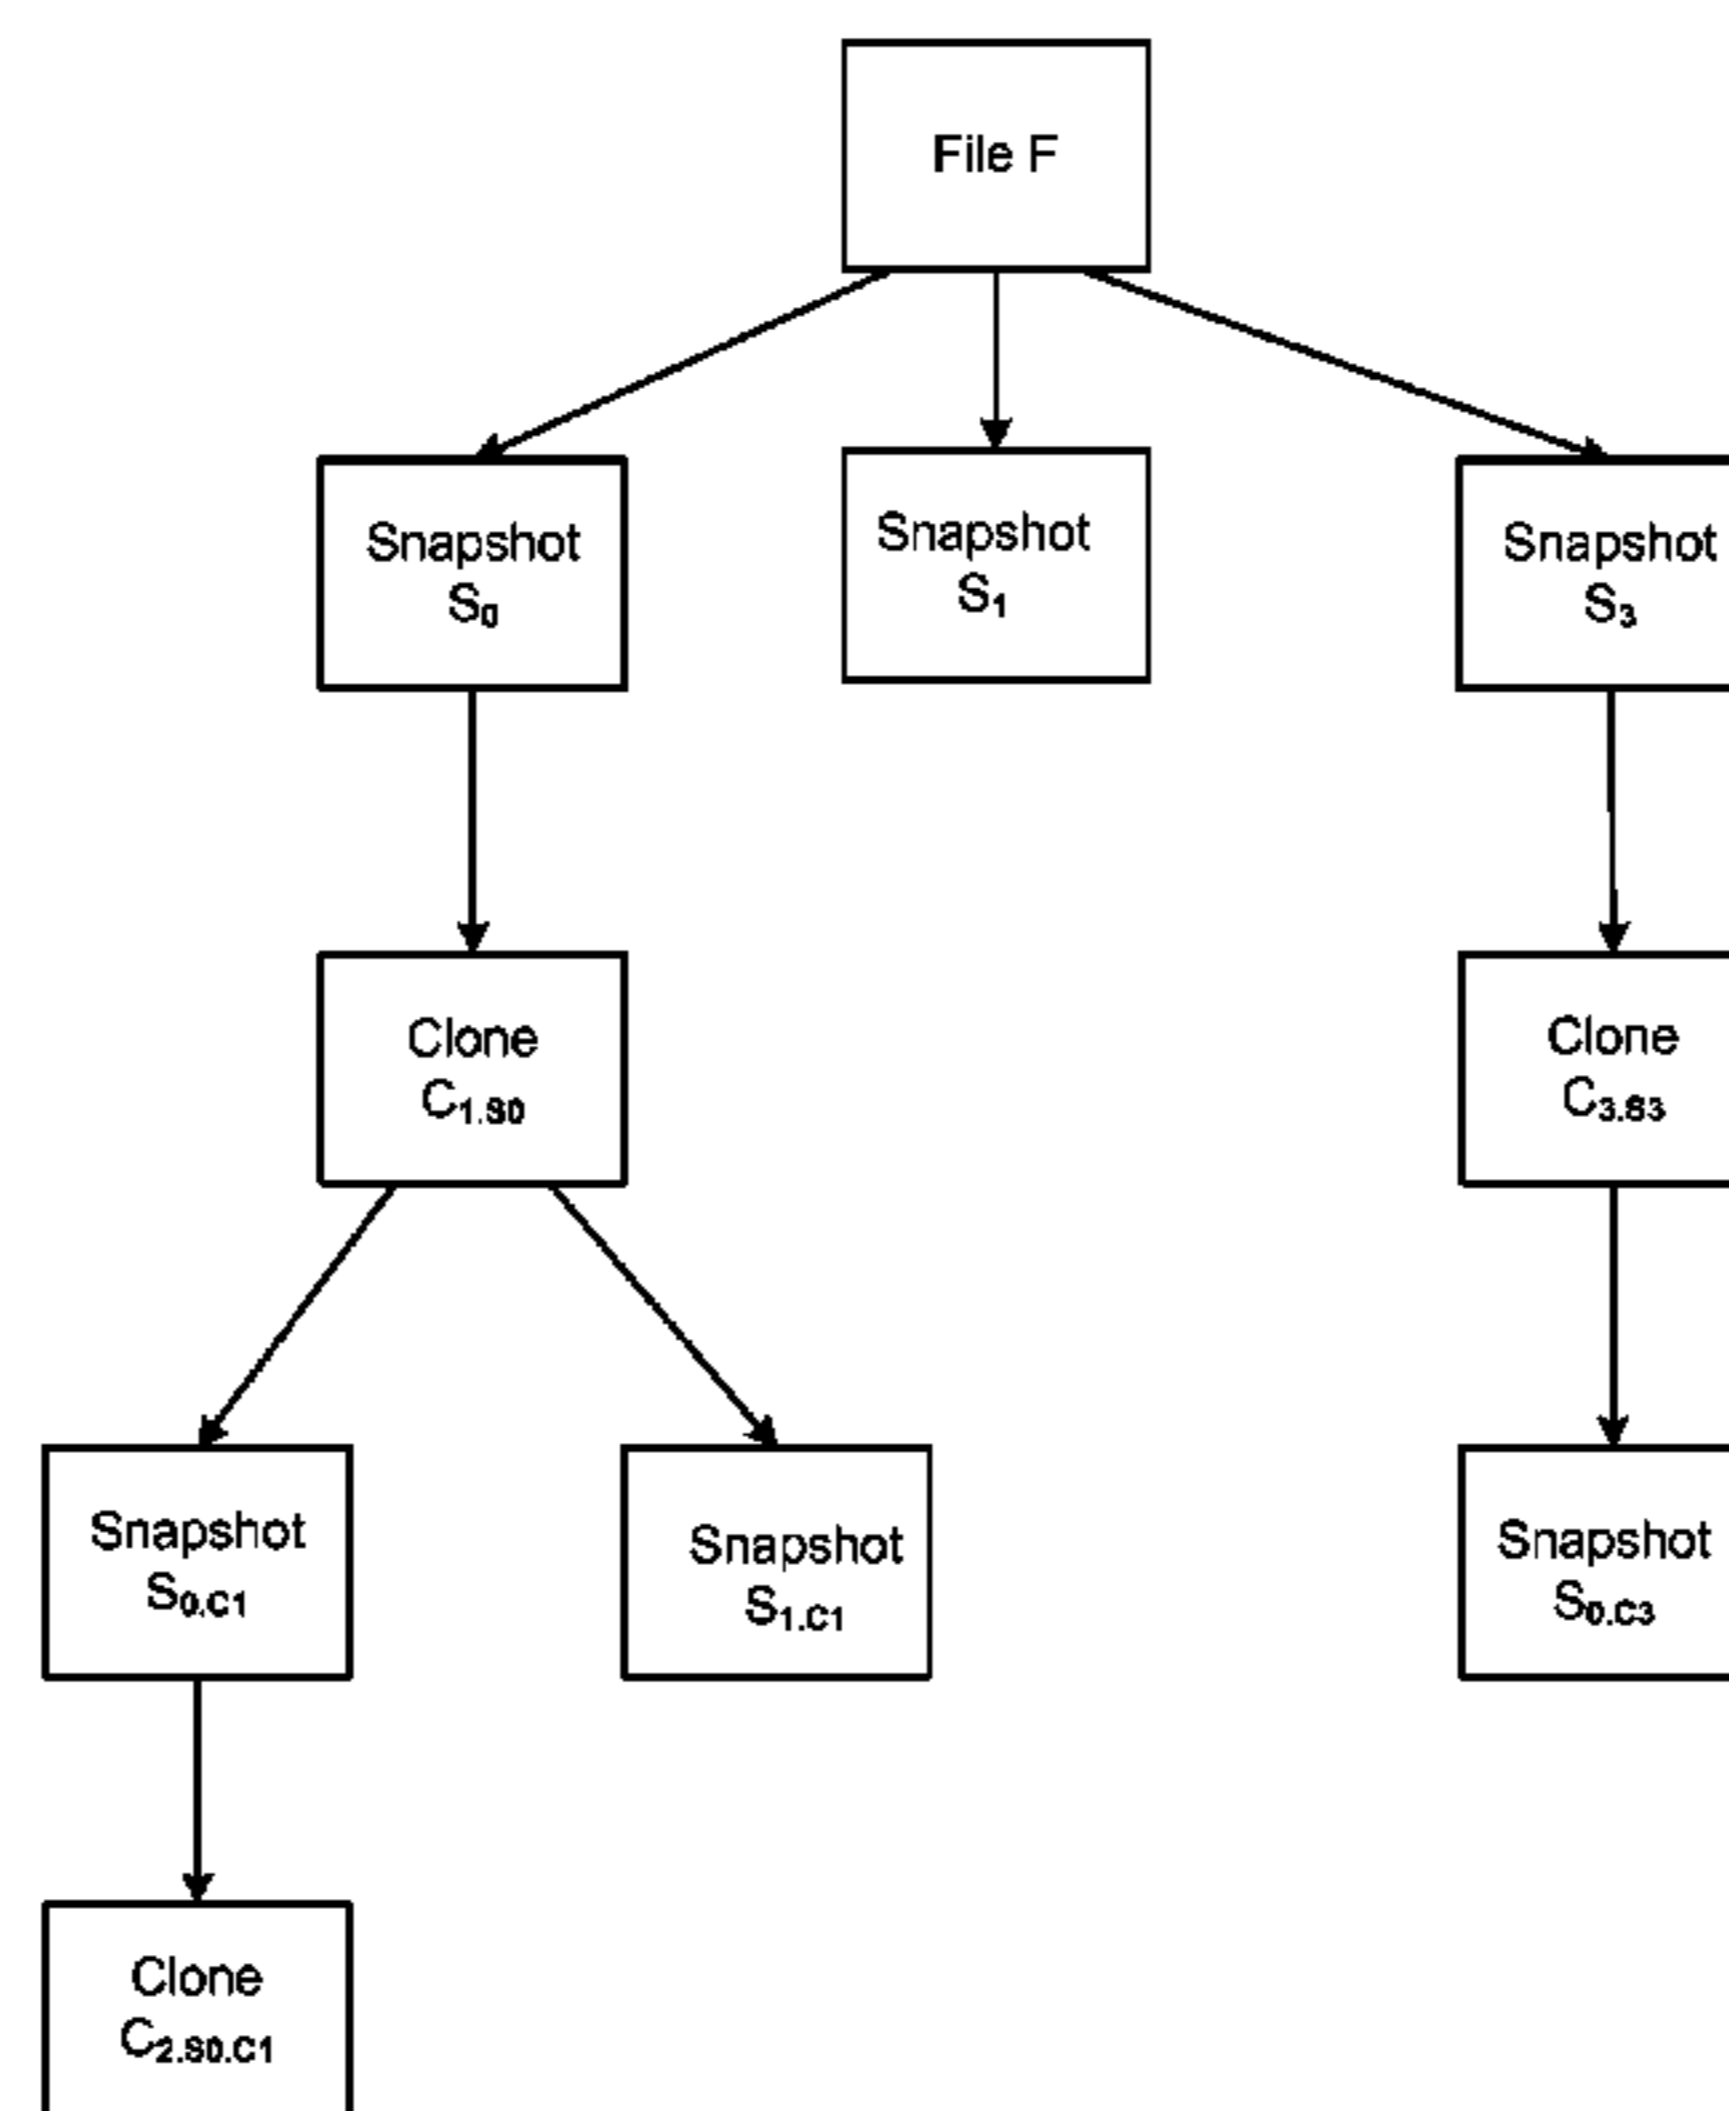 File F
Snapshot
S₀
Snapshot
S₁
Snapshot
S₃
Clone
C₁.S₀
Clone
C₃.S₃
Snapshot
S₀.C₁
Snapshot
S₁.C₁
Snapshot
S₀.C₃
Clone
C₂.S₀.C₁